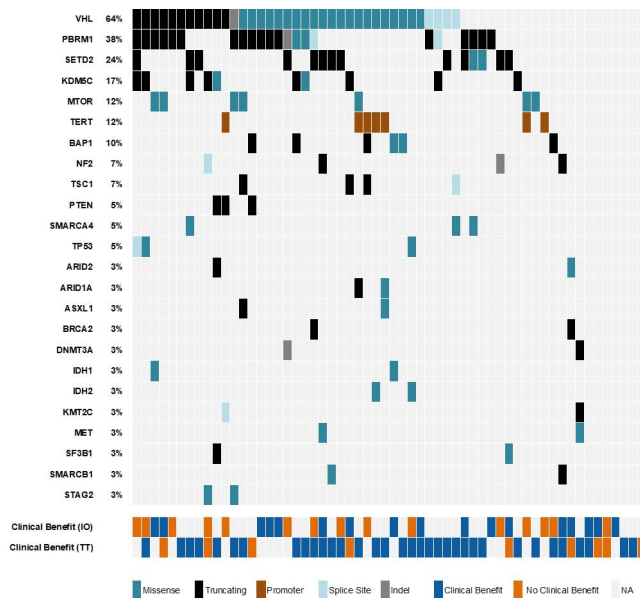 VHL 64%
PBRM1 38%
SETD2 24%
KDM5C 17%
MTOR 12%
TERT 12%
BAP1 10%
NF2 7%
TSC1 7%
PTEN 5%
SMARCA4 5%
TP53 5%
ARID2 3%
ARID1A 3%
ASXL1 3%
BRCA2 3%
DNMT3A 3%
IDH1 3%
IDH2 3%
KMT2C 3%
MET 3%
SF3B1 3%
SMARCB1 3%
STAG2 3%
Clinical Benefit (IO)
Clinical Benefit (TT)
Missense Truncating Promoter Splice Site Indel Clinical Benefit No Clinical Benefit NA